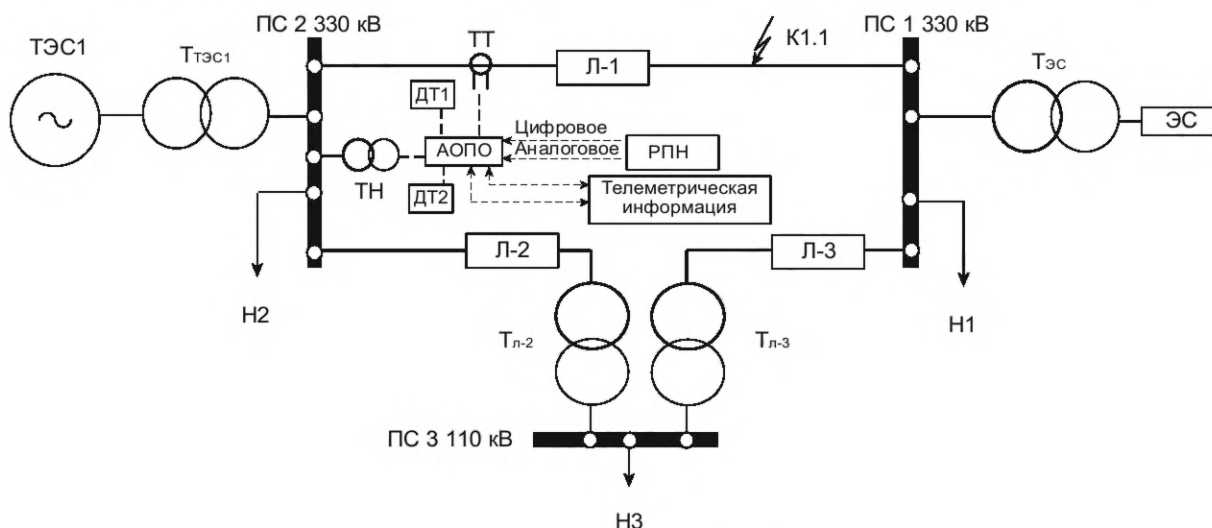 ПС 2 330 кВ
ПС 1 330 кВ
ТЭС1
ТТЭС1
ТТ
К1.1
ТЭС
Л-1
ДТ1
ЭС
Цифровое
Аналоговое
АОПО
РПН
ТН
ДТ2
Телеметрическая
информация
Л-2
Л-3
Н2
Н1
Тл-2
Тл-3
ПС 3 110 кВ
Н3